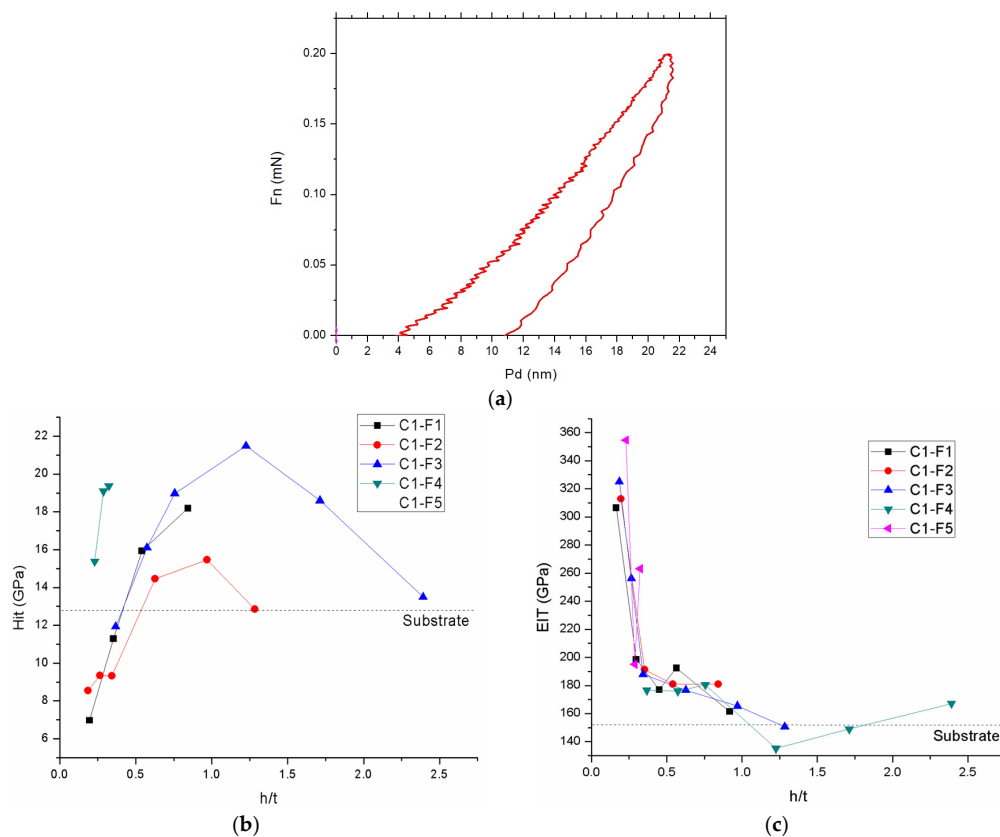 0.20
0.15
0.10
0.05
0.00
Fn (mN)
0 2 4 6 8 10 12 14 16 18 20 22 24
Pd (nm)
(a)
22
20
18
16
14
12
10
8
6
Hit (GPa)
C1-F1
C1-F2
C1-F3
C1-F4
C1-F5
Substrate
0.0 0.5 1.0 1.5 2.0 2.5
h/t
(b)
360
340
320
300
280
260
240
220
200
180
160
140
EIT (GPa)
C1-F1
C1-F2
C1-F3
C1-F4
C1-F5
Substrate
0.0 0.5 1.0 1.5 2.0 2.5
h/t
(c)